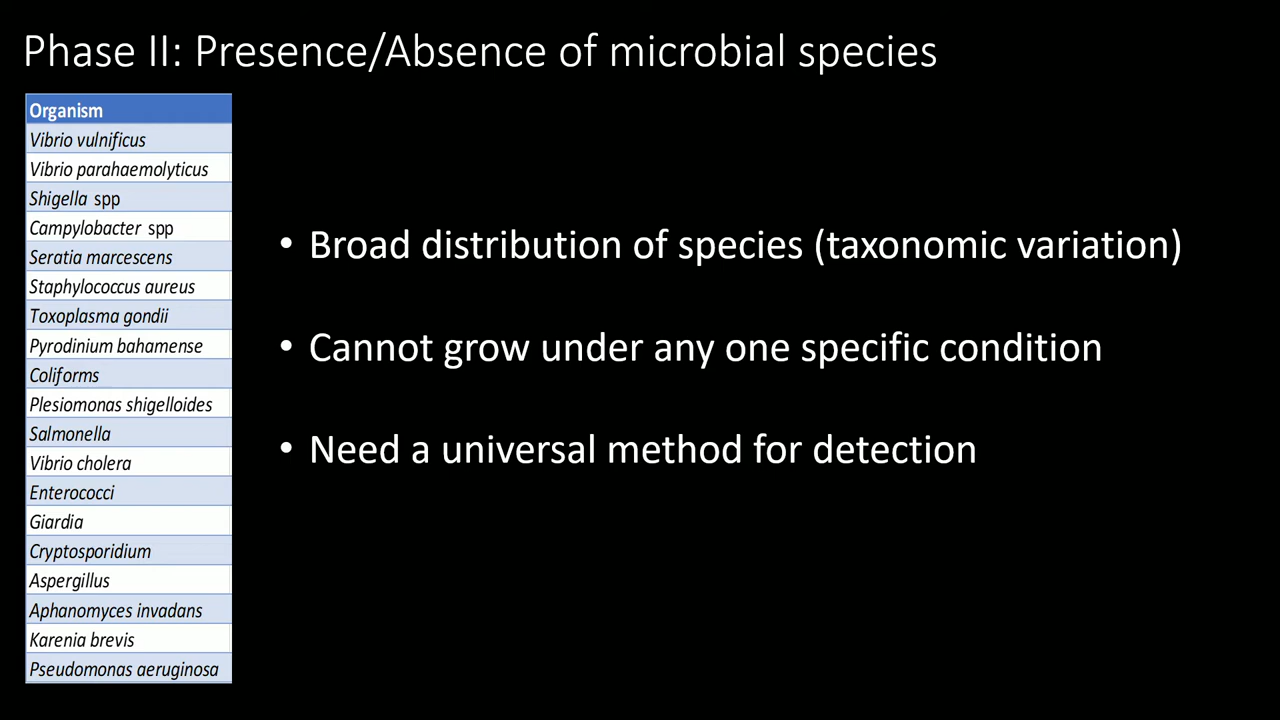 Phase II: Presence/Absence of microbial species
Organism
Vibrio vulnificus
Vibrio parahaemolyticus
Shigella spp
Campylobacter spp
Seratia marcescens
Staphylococcus aureus
Toxoplasma gondii
Pyrodinium bahamense
Coliforms
Plesiomonas shigelloides
Salmonella
Vibrio cholera
Enterococci
Giardia
Cryptosporidium
Aspergillus
Aphanomyces invadans
Karenia brevis
Pseudomonas aeruginosa
• Broad distribution of species (taxonomic variation)
• Cannot grow under any one specific condition
• Need a universal method for detection